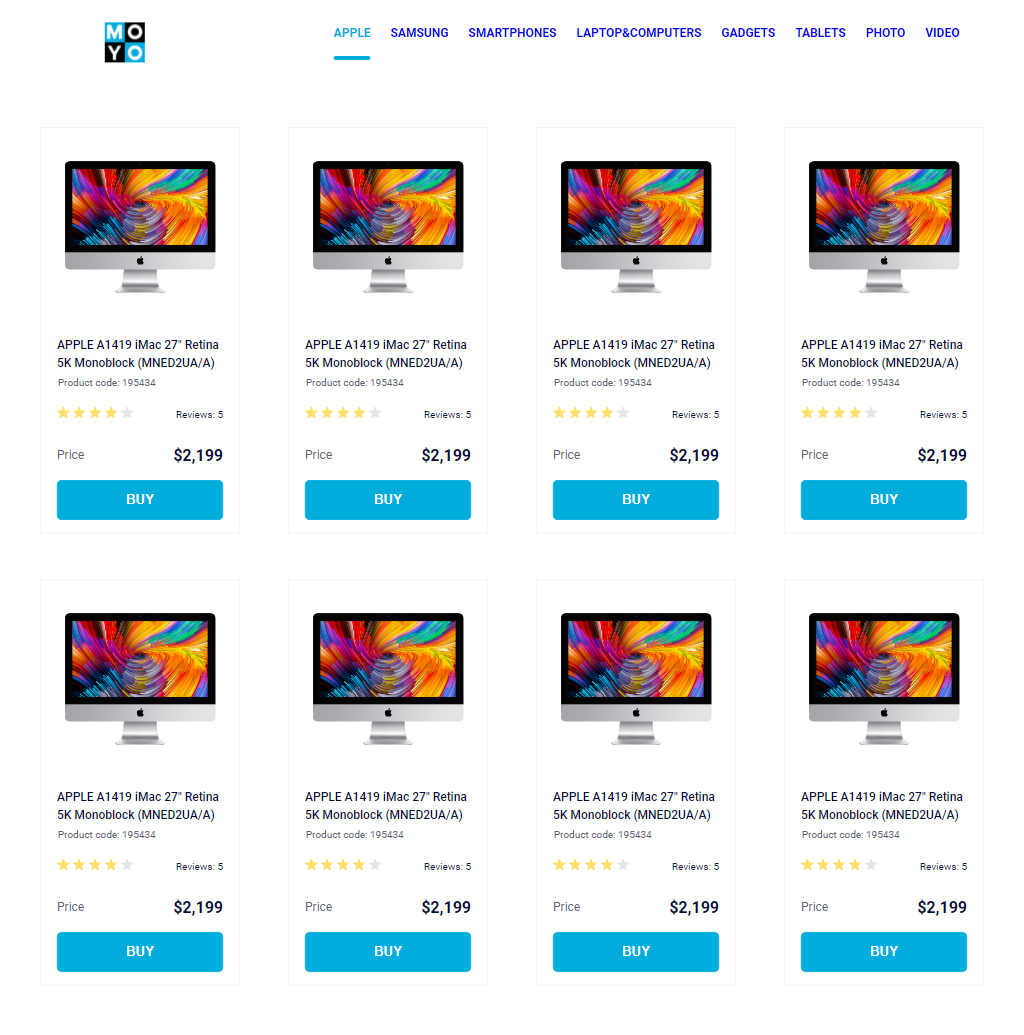 MO
YO
APPLE SAMSUNG SMARTPHONES LAPTOP&COMPUTERS GADGETS TABLETS PHOTO VIDEO
APPLE A1419 iMac 27" Retina
5K Monoblock (MNED2UA/A)
Product code: 195434
Reviews: 5
Price $2,199
BUY
APPLE A1419 iMac 27" Retina
5K Monoblock (MNED2UA/A)
Product code: 195434
Reviews: 5
Price $2,199
BUY
APPLE A1419 iMac 27" Retina
5K Monoblock (MNED2UA/A)
Product code: 195434
Reviews: 5
Price $2,199
BUY
APPLE A1419 iMac 27" Retina
5K Monoblock (MNED2UA/A)
Product code: 195434
Reviews: 5
Price $2,199
BUY
APPLE A1419 iMac 27" Retina
5K Monoblock (MNED2UA/A)
Product code: 195434
Reviews: 5
Price $2,199
BUY
APPLE A1419 iMac 27" Retina
5K Monoblock (MNED2UA/A)
Product code: 195434
Reviews: 5
Price $2,199
BUY
APPLE A1419 iMac 27" Retina
5K Monoblock (MNED2UA/A)
Product code: 195434
Reviews: 5
Price $2,199
BUY
APPLE A1419 iMac 27" Retina
5K Monoblock (MNED2UA/A)
Product code: 195434
Reviews: 5
Price $2,199
BUY